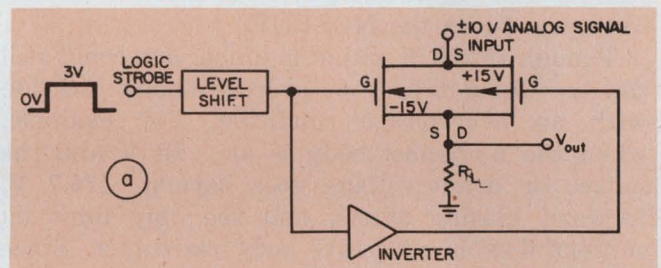 ±10 V ANALOG SIGNAL
INPUT
D S
LOGIC
STROBE
3V
0V
LEVEL
SHIFT
G
+15V
G
-15V
S D
Vout
RL
a
INVERTER